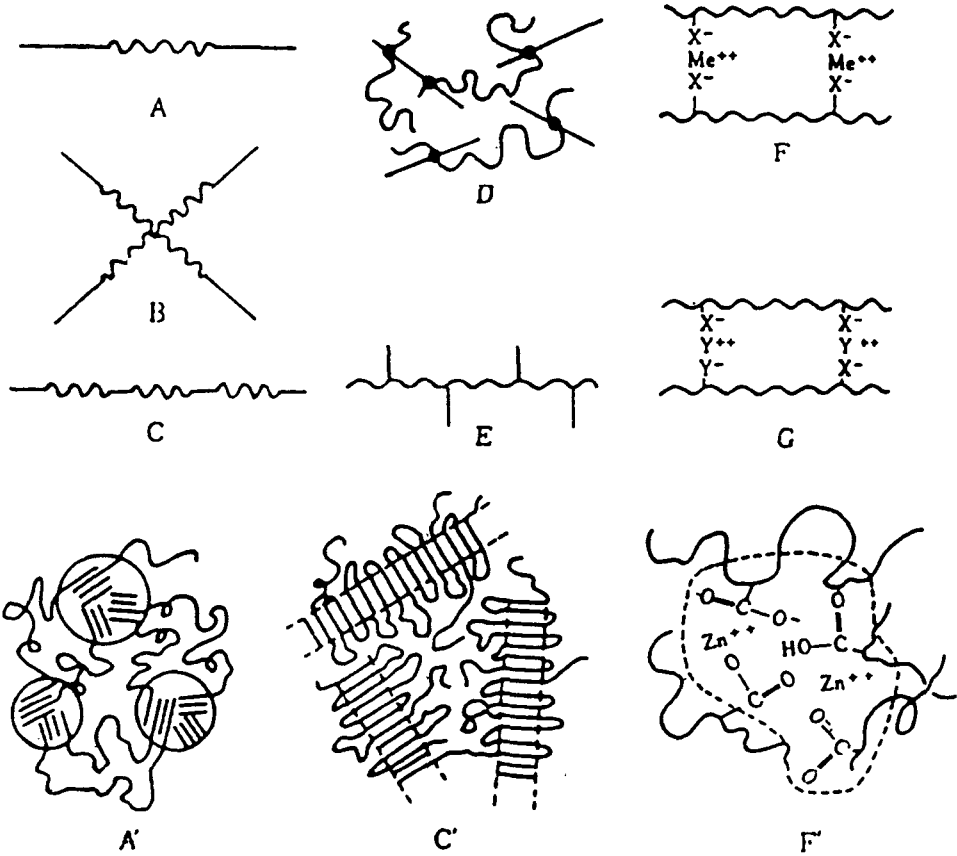 A
B
C
D
E
X⁻ X⁻
Me⁺⁺ Me⁺⁺
X⁻ X⁻
F
X⁻ X⁻
Y⁺⁺ Y⁺⁺
Y⁻ X⁻
G
A′
C′
O C O-
Zn⁺⁺
O
C O
O
HO C
Zn⁺⁺
O
C
O
F′